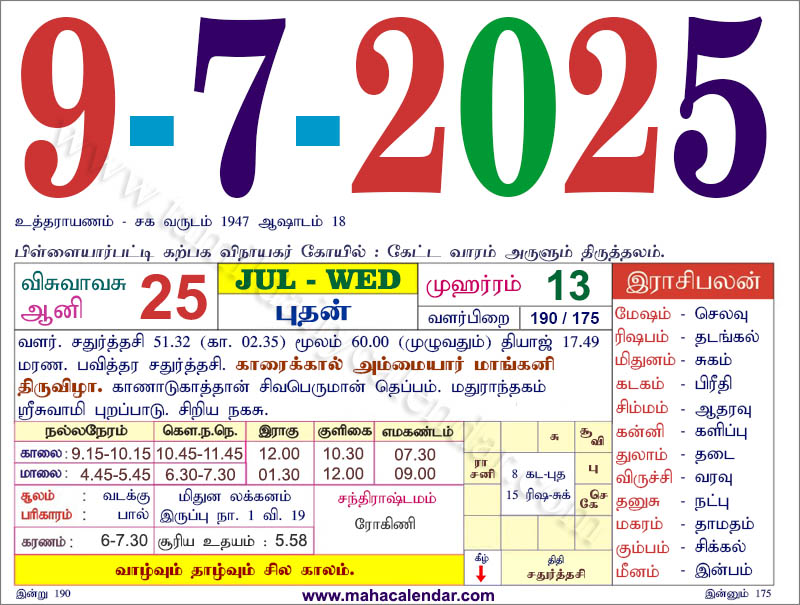 9-7-2025
உத்தராயணம் - சக வருடம் 1947 ஆஷாடம் 18
பிள்ளையார்பட்டி கற்பக விநாயகர் கோயில் : கேட்ட வாரம் அருளும் திருத்தலம்.
விசுவாவசு
ஆனி 25
JUL - WED
புதன்
முஹர்ரம் 13
வளர்பிறை 190 / 175
வளர். சதுர்த்தசி 51.32 (கா. 02.35) மூலம் 60.00 (முழுவதும்) தியாஜ் 17.49
மரண. பவித்தர சதுர்த்தசி. காரைக்கால் அம்மையார் மாங்கனி
திருவிழா. காணாடுகாத்தான் சிவபெருமான் தெப்பம். மதுராந்தகம்
ஸ்ரீசுவாமி புறப்பாடு. சிறிய நகசு.
இராசிபலன்
மேஷம் - செலவு
ரிஷபம் - தடங்கல்
மிதுனம் - சுகம்
கடகம் - பிரீதி
சிம்மம் - ஆதரவு
கன்னி - களிப்பு
துலாம் - தடை
விருச்சி - வரவு
தனுசு - நட்பு
மகரம் - தாமதம்
கும்பம் - சிக்கல்
மீனம் - இன்பம்
நல்லநேரம் கௌ.ந.நெ. இராகு குளிகை எமகண்டம்
காலை: 9.15-10.15 10.45-11.45 12.00 10.30 07.30
மாலை: 4.45-5.45 6.30-7.30 01.30 12.00 09.00
சூலம் : வடக்கு
பரிகாரம் : பால்
மிதுன லக்கனம்
இருப்பு நா. 1 வி. 19
சந்திராஷ்டமம்
ரோகிணி
கரணம்: 6-7.30 சூரிய உதயம் : 5.58
சு
சூ
வி
ரா
சனி
8 கட-புத
15 ரிஷ-சுக்
பு
செ
கே
கீழ்
திதி
சதுர்த்தசி
வாழ்வும் தாழ்வும் சில காலம்.
இன்று 190
www.mahacalendar.com
இன்னும் 175